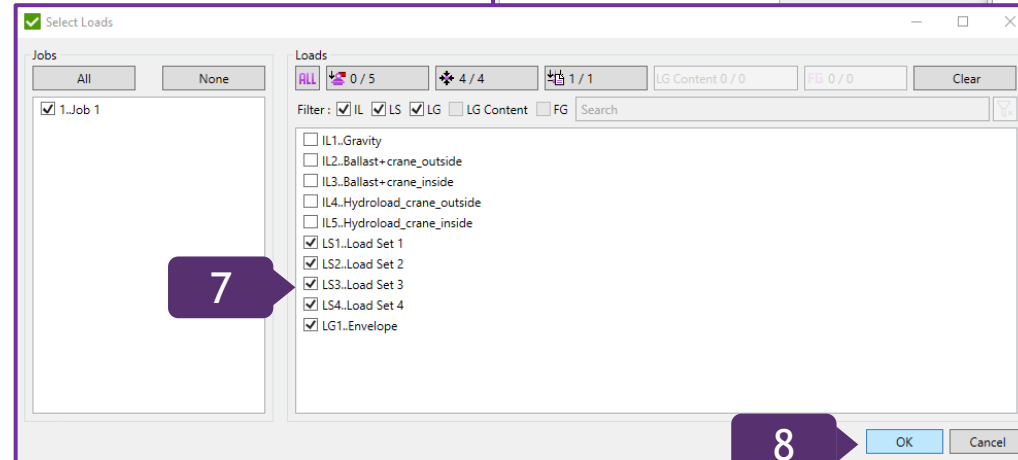 Select Loads
Jobs
All None
1..Job 1
Loads
ALL 0 / 5 4 / 4 1 / 1 LG Content 0 / 0 FG 0 / 0 Clear
Filter : IL LS LG LG Content FG Search
IL1..Gravity
IL2..Ballast+crane_outside
IL3..Ballast+crane_inside
IL4..Hydroload_crane_outside
IL5..Hydroload_crane_inside
LS1..Load Set 1
LS2..Load Set 2
LS3..Load Set 3
LS4..Load Set 4
LG1..Envelope
7
8
OK Cancel